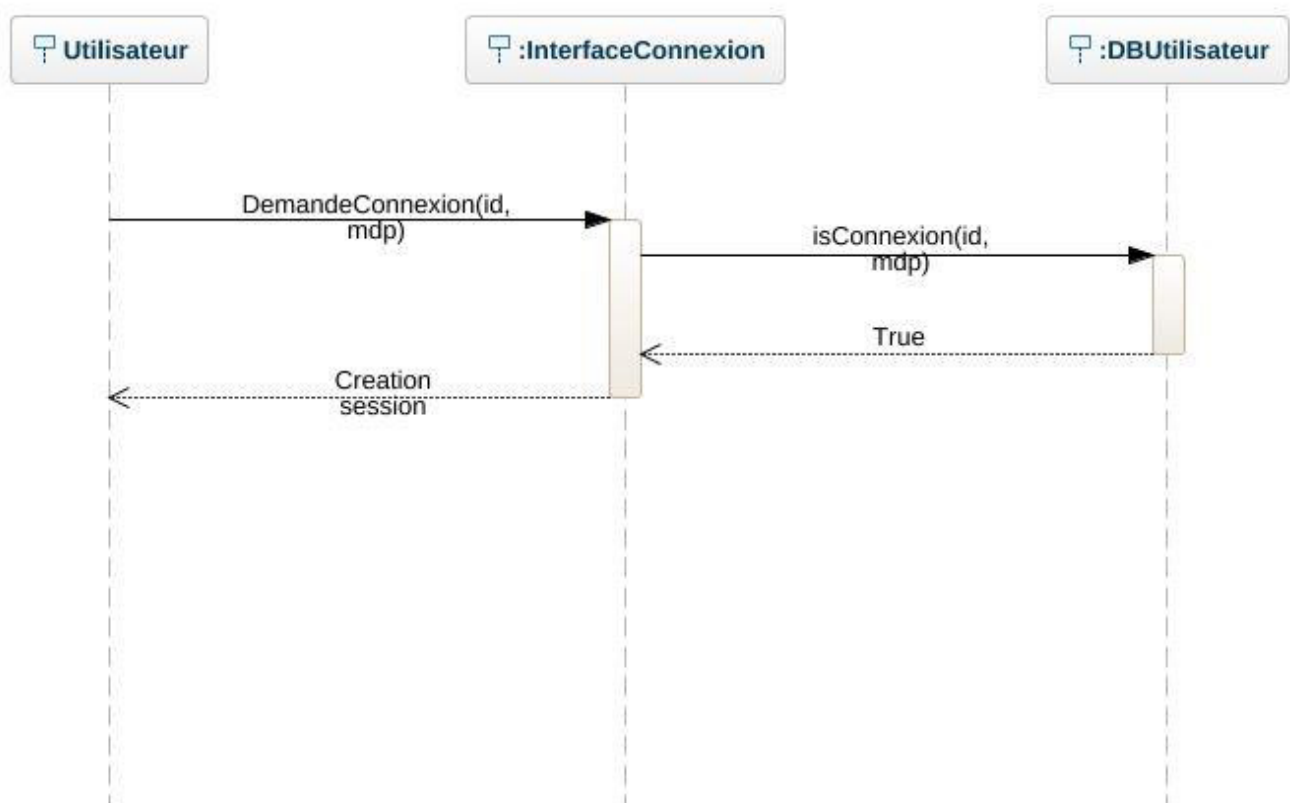 Utilisateur
:InterfaceConnexion
:DBUtilisateur
DemandeConnexion(id,
mdp)
isConnexion(id,
mdp)
True
Creation
session